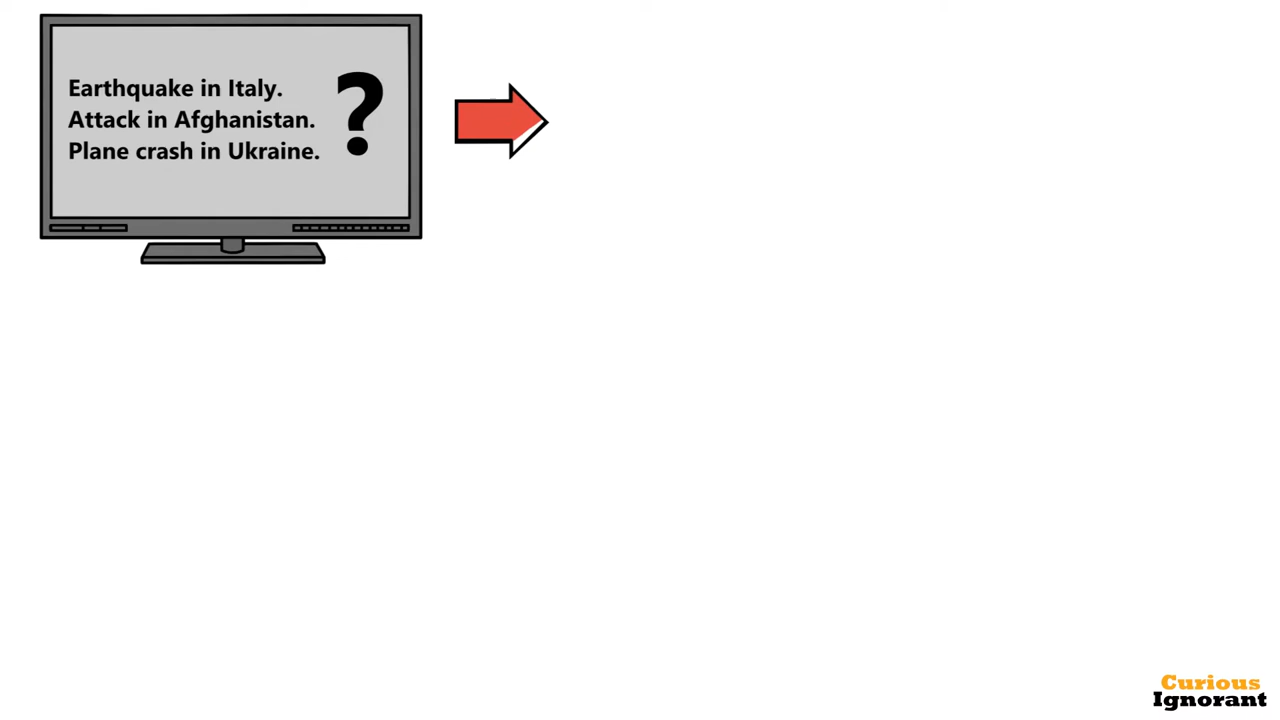 Earthquake in Italy.
Attack in Afghanistan.
Plane crash in Ukraine.
?
Curious
Ignorant